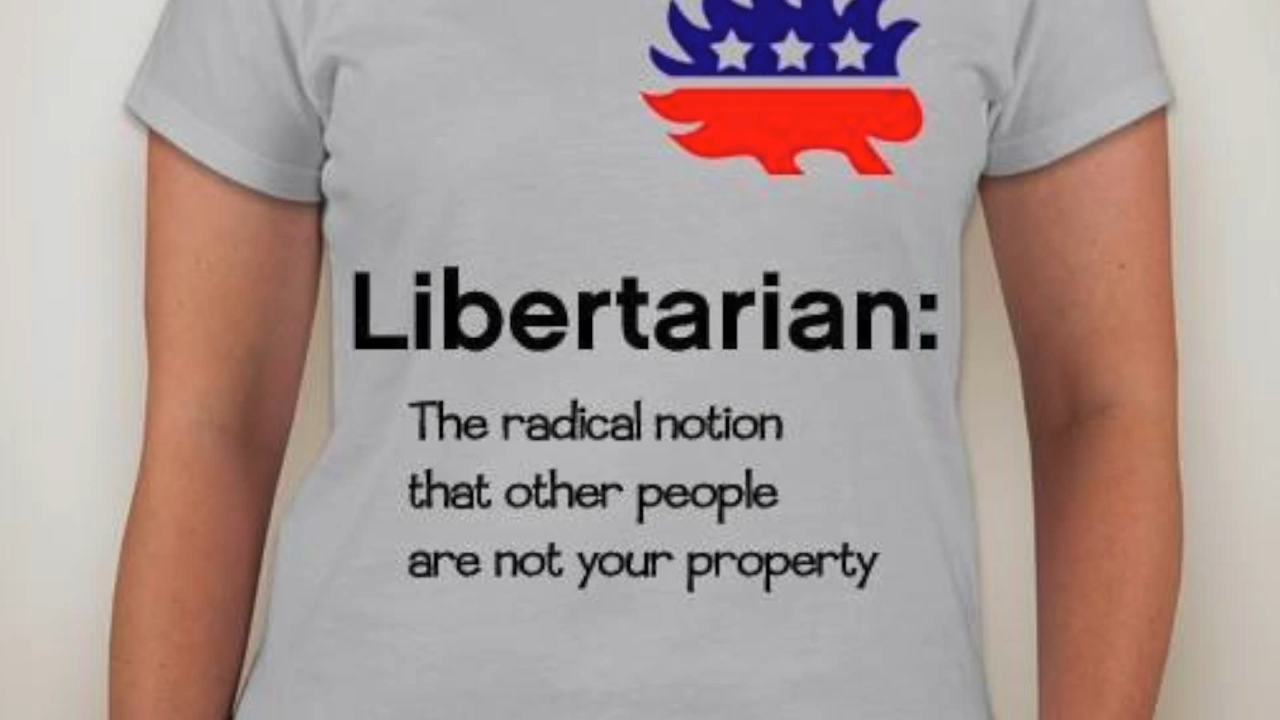 Libertarian:
The radical notion
that other people
are not your property